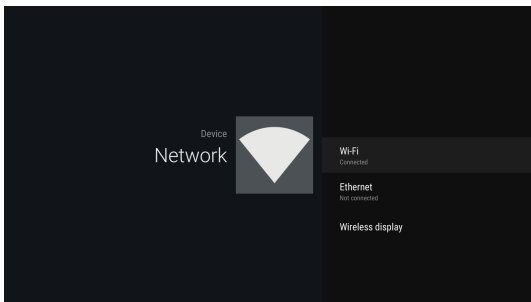 Device
Network
Wi-Fi
Connected
Ethernet
Not connected
Wireless display